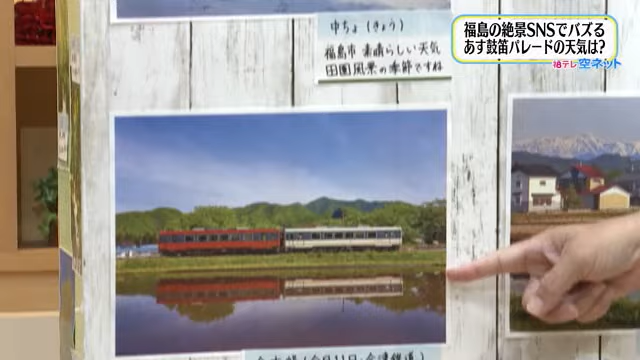 福島の絶景SNSでバズる
あす鼓笛パレードの天気は?
福テレ空ネット
中ちょ(きょう)
福島市 素晴らしい天気
田園風景の季節ですね